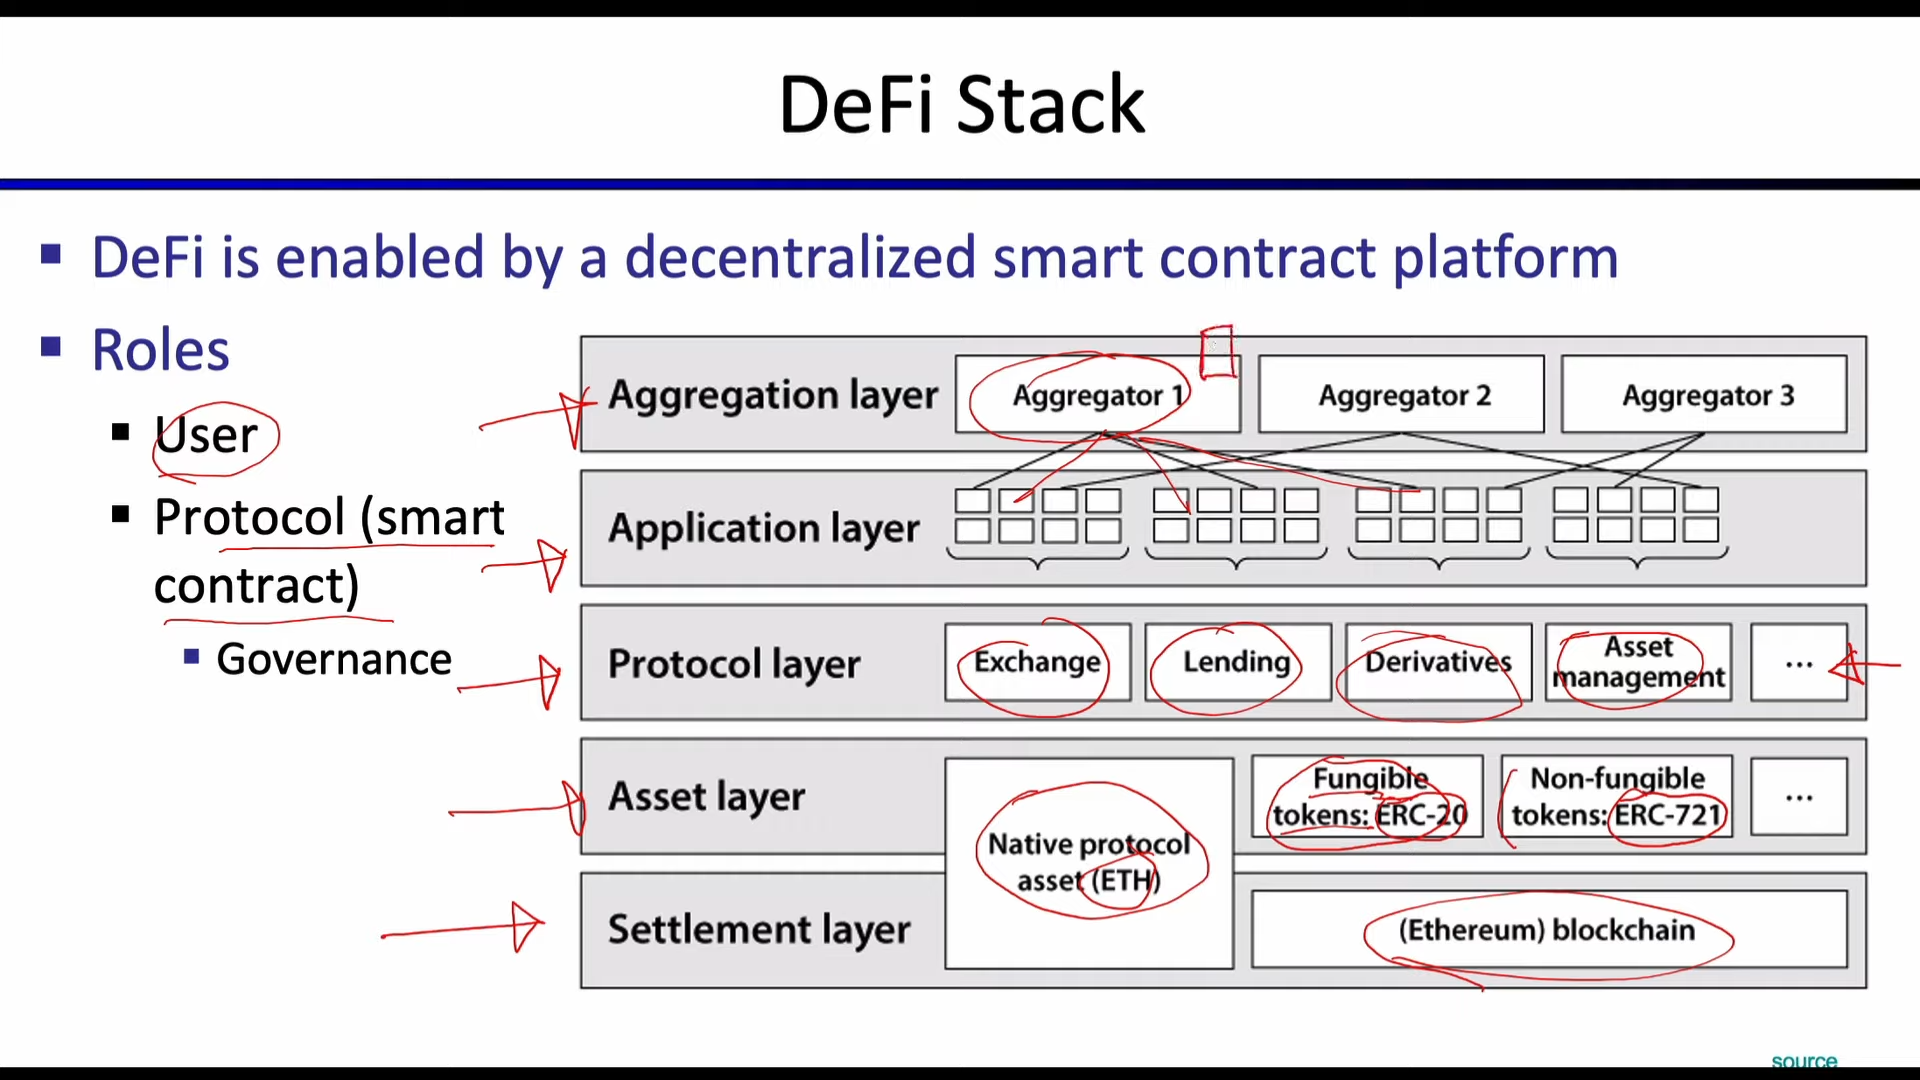 DeFi Stack
DeFi is enabled by a decentralized smart contract platform
Roles
User
Protocol (smart
contract)
Governance
Aggregation layer
Aggregator 1
Aggregator 2
Aggregator 3
Application layer
Protocol layer
Exchange
Lending
Derivatives
Asset
management
...
Asset layer
Native protocol
asset (ETH)
Fungible
tokens: ERC-20
Non-fungible
tokens: ERC-721
...
Settlement layer
(Ethereum) blockchain
source